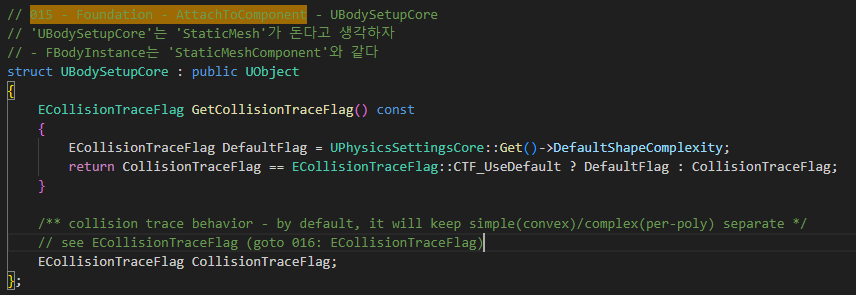 // 015 - Foundation - AttachToComponent - UBodySetupCore
// 'UBodySetupCore'는 'StaticMesh'가 돈다고 생각하자
// - FBodyInstance는 'StaticMeshComponent'와 같다
struct UBodySetupCore : public UObject
{
    ECollisionTraceFlag GetCollisionTraceFlag() const
    {
        ECollisionTraceFlag DefaultFlag = UPhysicsSettingsCore::Get()->DefaultShapeComplexity;
        return CollisionTraceFlag == ECollisionTraceFlag::CTF_UseDefault ? DefaultFlag : CollisionTraceFlag;
    }
    /** collision trace behavior - by default, it will keep simple(convex)/complex(per-poly) separate */
    // see ECollisionTraceFlag (goto 016: ECollisionTraceFlag)
    ECollisionTraceFlag CollisionTraceFlag;
};